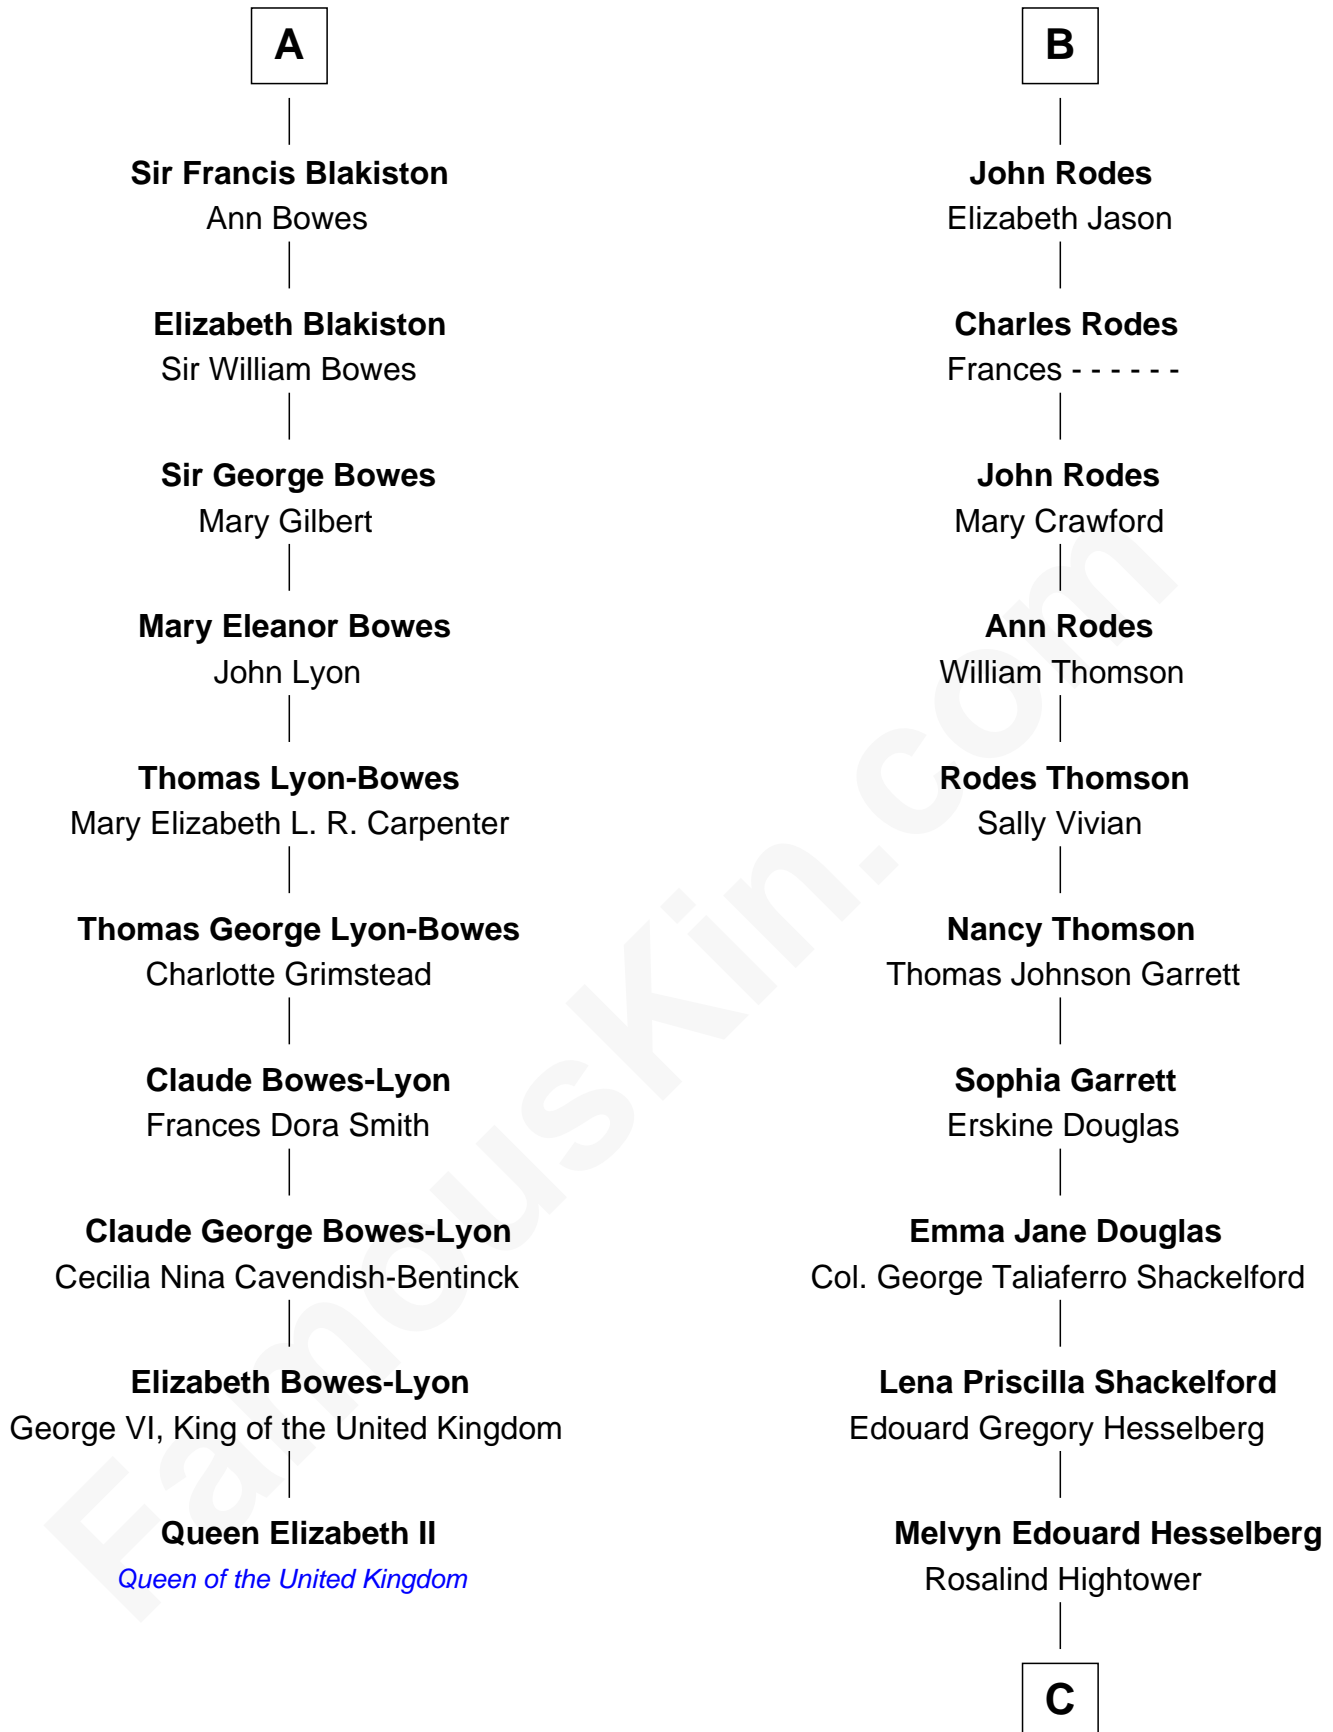 A
Sir Francis Blakiston
Ann Bowes
Elizabeth Blakiston
Sir William Bowes
Sir George Bowes
Mary Gilbert
Mary Eleanor Bowes
John Lyon
Thomas Lyon-Bowes
Mary Elizabeth L. R. Carpenter
Thomas George Lyon-Bowes
Charlotte Grimstead
Claude Bowes-Lyon
Frances Dora Smith
Claude George Bowes-Lyon
Cecilia Nina Cavendish-Bentinck
Elizabeth Bowes-Lyon
George VI, King of the United Kingdom
Queen Elizabeth II
Queen of the United Kingdom
B
John Rodes
Elizabeth Jason
Charles Rodes
Frances - - - - - -
John Rodes
Mary Crawford
Ann Rodes
William Thomson
Rodes Thomson
Sally Vivian
Nancy Thomson
Thomas Johnson Garrett
Sophia Garrett
Erskine Douglas
Emma Jane Douglas
Col. George Taliaferro Shackelford
Lena Priscilla Shackelford
Edouard Gregory Hesselberg
Melvyn Edouard Hesselberg
Rosalind Hightower
C
FamousKin.com